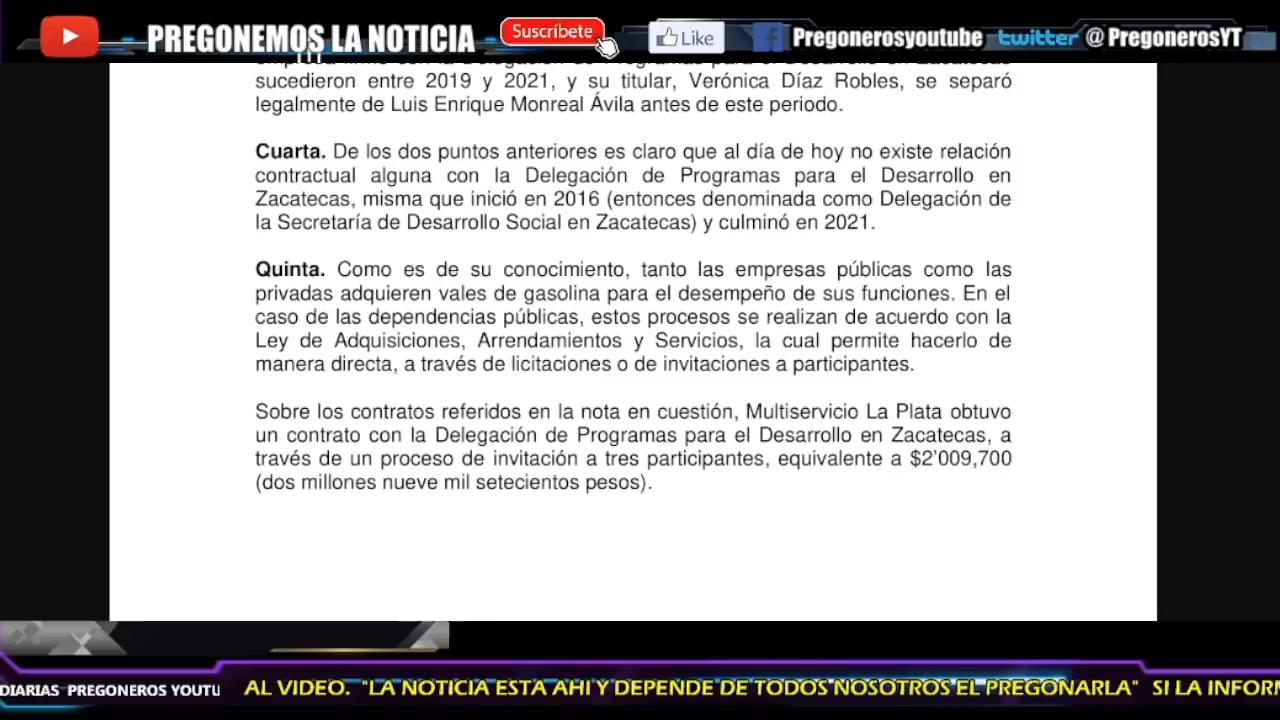 PREGONEMOS LA NOTICIA
Suscríbete
Like
Pregonerosyoutube
twitter @ PregonerosYT
sucedieron entre 2019 y 2021, y su titular, Verónica Díaz Robles, se separó
legalmente de Luis Enrique Monreal Ávila antes de este periodo.
Cuarta. De los dos puntos anteriores es claro que al día de hoy no existe relación
contractual alguna con la Delegación de Programas para el Desarrollo en
Zacatecas, misma que inició en 2016 (entonces denominada como Delegación de
la Secretaría de Desarrollo Social en Zacatecas) y culminó en 2021.
Quinta. Como es de su conocimiento, tanto las empresas públicas como las
privadas adquieren vales de gasolina para el desempeño de sus funciones. En el
caso de las dependencias públicas, estos procesos se realizan de acuerdo con la
Ley de Adquisiciones, Arrendamientos y Servicios, la cual permite hacerlo de
manera directa, a través de licitaciones o de invitaciones a participantes.
Sobre los contratos referidos en la nota en cuestión, Multiservicio La Plata obtuvo
un contrato con la Delegación de Programas para el Desarrollo en Zacatecas, a
través de un proceso de invitación a tres participantes, equivalente a $2'009,700
(dos millones nueve mil setecientos pesos).
DIARIAS PREGONEROS YOUTU
AL VIDEO. "LA NOTICIA ESTA AHI Y DEPENDE DE TODOS NOSOTROS EL PREGONARLA" SI LA INFORM